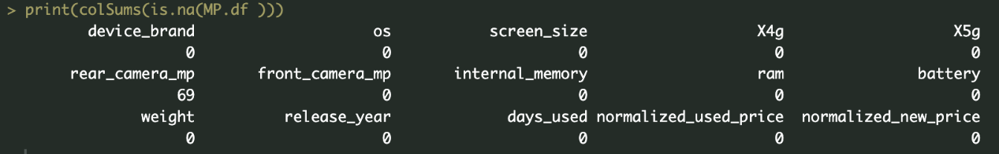 > print(colSums(is.na(MP.df )))
device_brand os screen_size X4g X5g
0 0 0 0 0
rear_camera_mp front_camera_mp internal_memory ram battery
69 0 0 0 0
weight release_year days_used normalized_used_price normalized_new_price
0 0 0 0 0